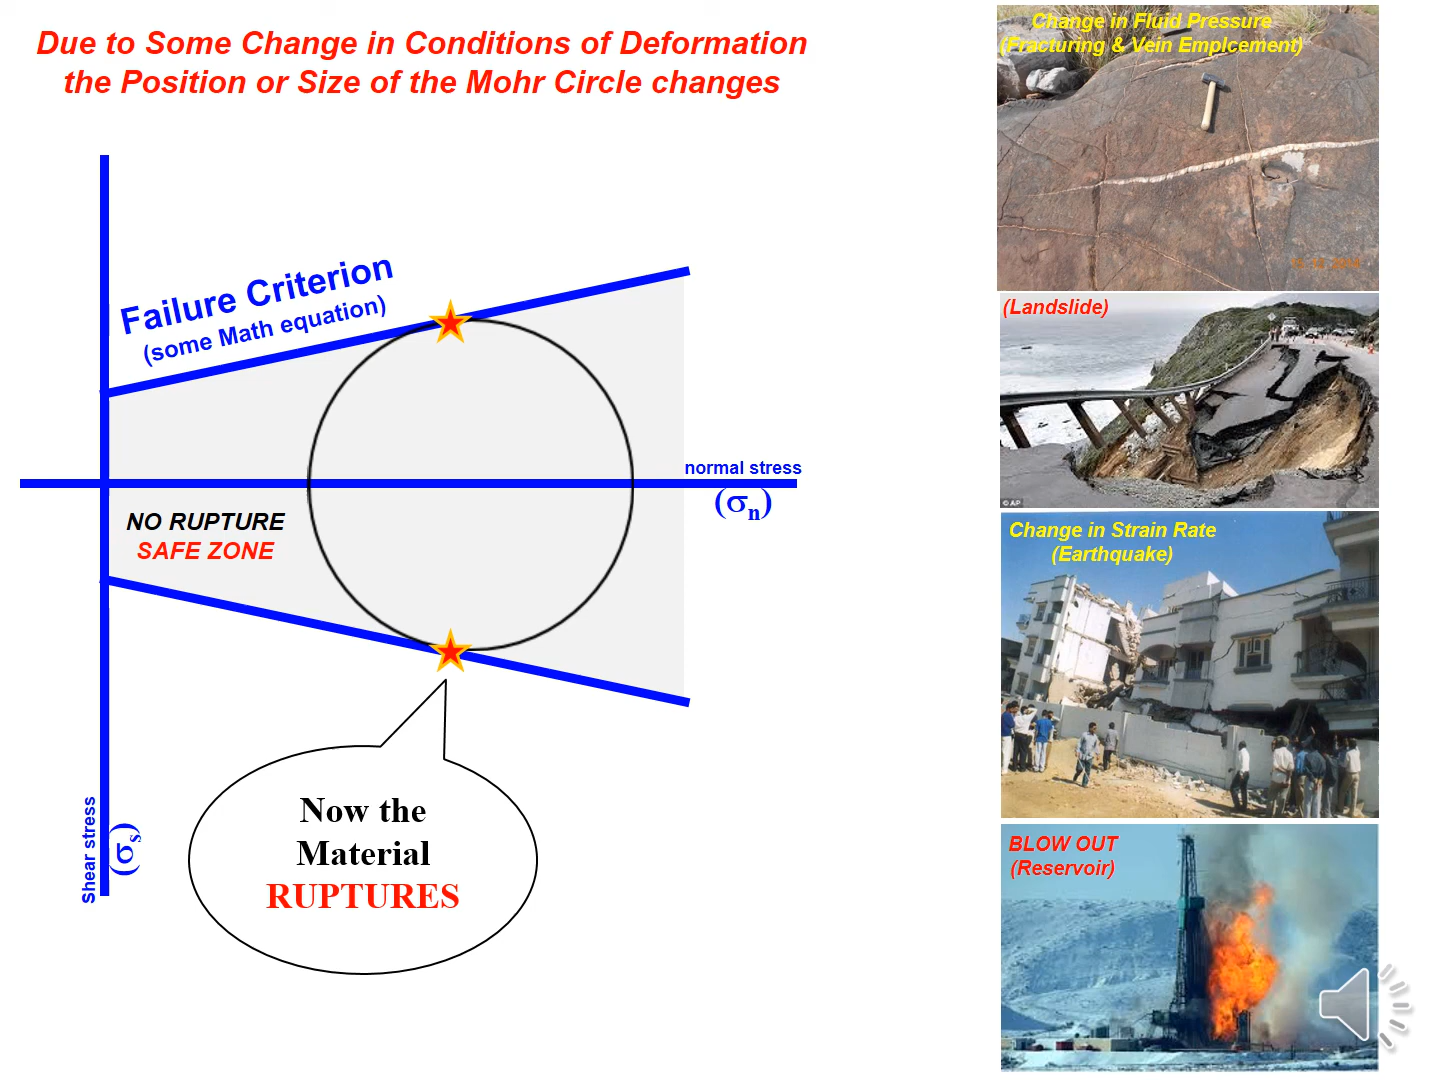 Due to Some Change in Conditions of Deformation
the Position or Size of the Mohr Circle changes
Failure Criterion
(some Math equation)
normal stress
(σn)
NO RUPTURE
SAFE ZONE
Shear stress
(σs)
Now the
Material
RUPTURES
Change in Fluid Pressure
(Fracturing & Vein Emplcement)
(Landslide)
© AP
Change in Strain Rate
(Earthquake)
BLOW OUT
(Reservoir)